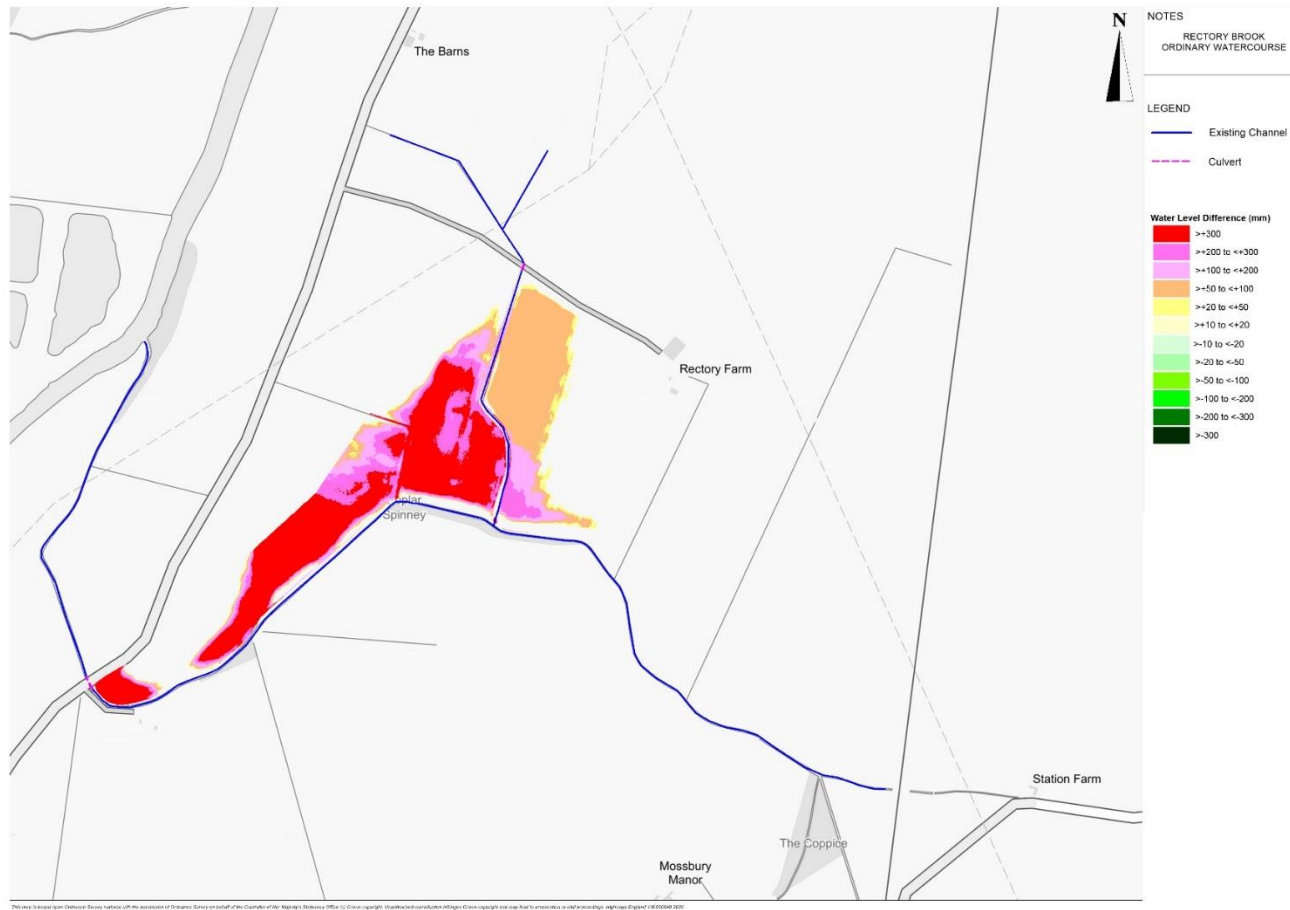 The Barns
N
Rectory Farm
Spinney
Station Farm
The Coppice
Mossbury
Manor
NOTES
RECTORY BROOK
ORDINARY WATERCOURSE
LEGEND
Existing Channel
Culvert
Water Level Difference (mm)
>+300
>+200 to <+300
>+100 to <+200
>+50 to <+100
>+20 to <+50
>+10 to <+20
>-10 to <-20
>-20 to <-50
>-50 to <-100
>-100 to <-200
>-200 to <-300
>-300